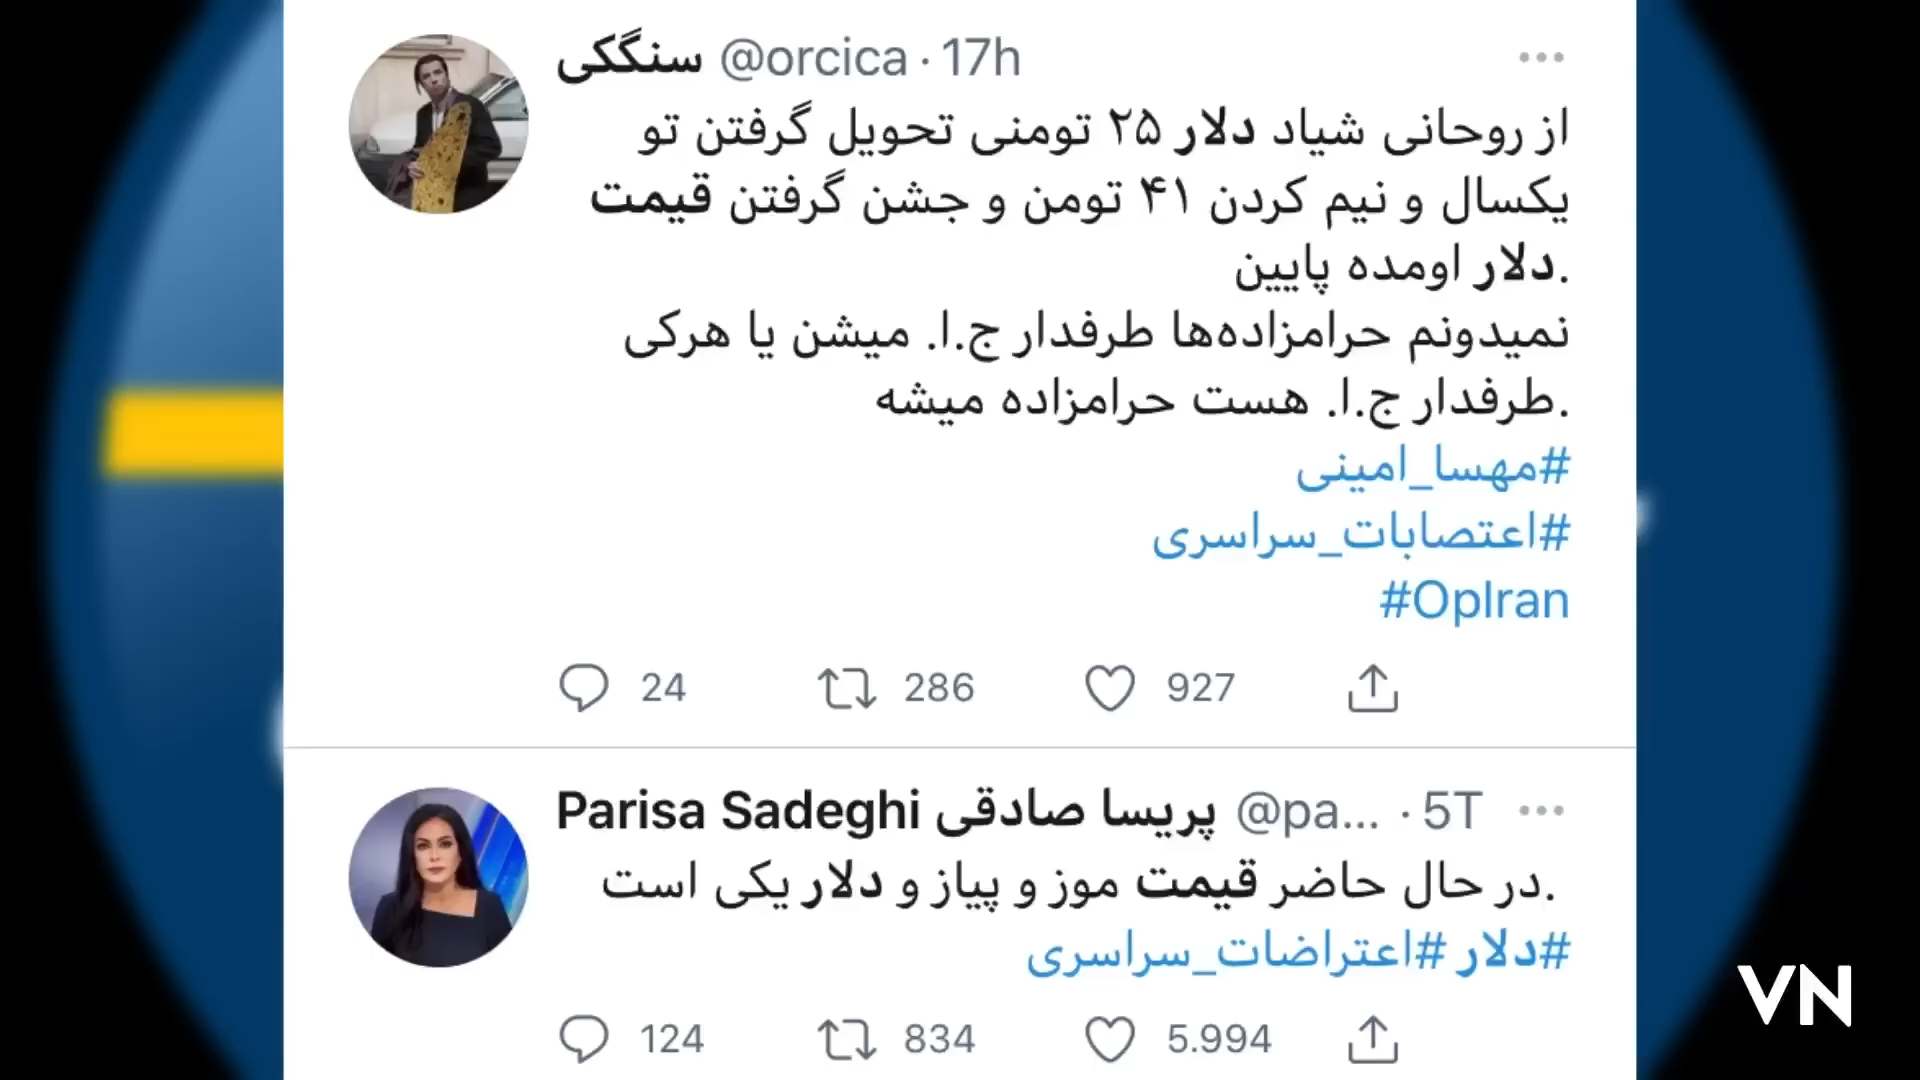 سنگکی @orcica · 17h
از روحانی شیاد دلار ۲۵ تومنی تحویل گرفتن تو
یکسال و نیم کردن ۴۱ تومن و جشن گرفتن قیمت
دلار اومده پایین.
نمیدونم حرامزاده‌ها طرفدار ج.ا. میشن یا هرکی
طرفدار ج.ا. هست حرامزاده میشه.
#مهسا_امینی
#اعتصابات_سراسری
#OpIran
24 286 927
Parisa Sadeghi پریسا صادقی @pa... · 5T
در حال حاضر قیمت موز و پیاز و دلار یکی است.
#دلار #اعتراضات_سراسری
124 834 5.994
VN